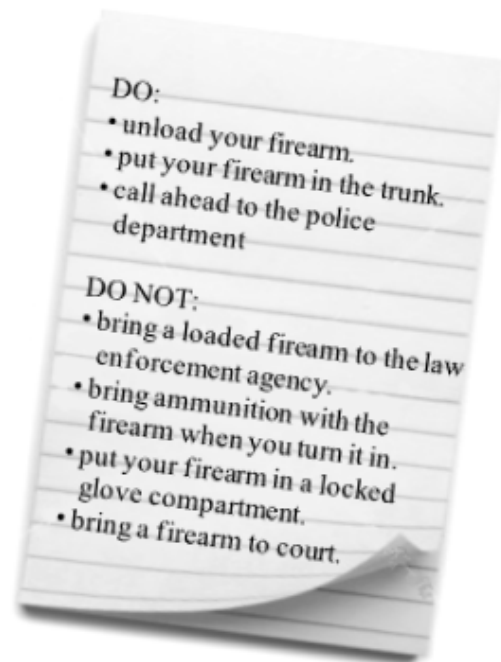 DO:
• unload your firearm.
• put your firearm in the trunk.
• call ahead to the police
department
DO NOT:
• bring a loaded firearm to the law
enforcement agency.
• bring ammunition with the
firearm when you turn it in.
• put your firearm in a locked
glove compartment.
• bring a firearm to court.